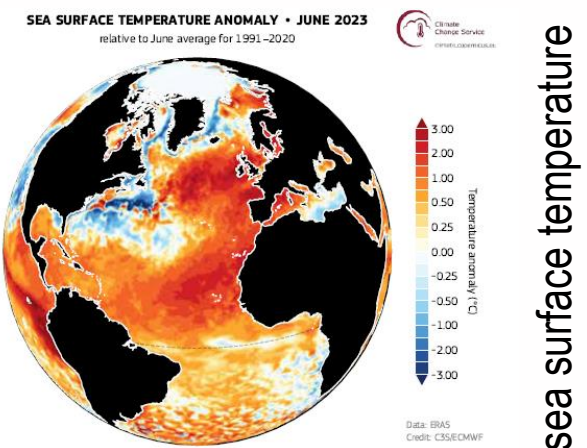 SEA SURFACE TEMPERATURE ANOMALY • JUNE 2023
relative to June average for 1991–2020
Climate
Change Service
3.00
2.00
1.00
0.50
0.25
0.00
-0.25
-0.50
-1.00
-2.00
-3.00
Temperature anomaly (°C)
Data: ERA5
Credit: C3S/ECMWF
sea surface temperature